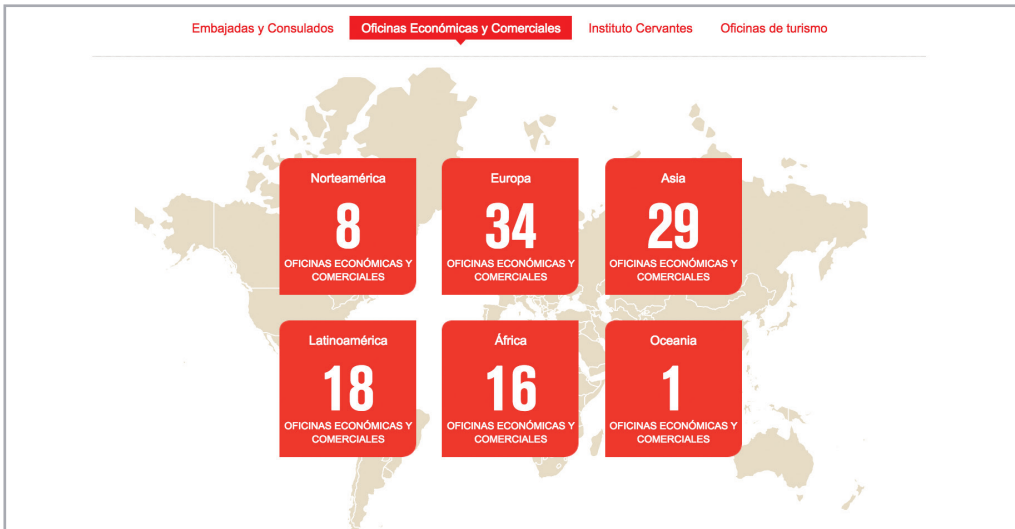 Embajadas y Consulados Oficinas Económicas y Comerciales Instituto Cervantes Oficinas de turismo
Norteamérica
8
OFICINAS ECONÓMICAS Y
COMERCIALES
Europa
34
OFICINAS ECONÓMICAS Y
COMERCIALES
Asia
29
OFICINAS ECONÓMICAS Y
COMERCIALES
Latinoamérica
18
OFICINAS ECONÓMICAS Y
COMERCIALES
África
16
OFICINAS ECONÓMICAS Y
COMERCIALES
Oceania
1
OFICINAS ECONÓMICAS Y
COMERCIALES